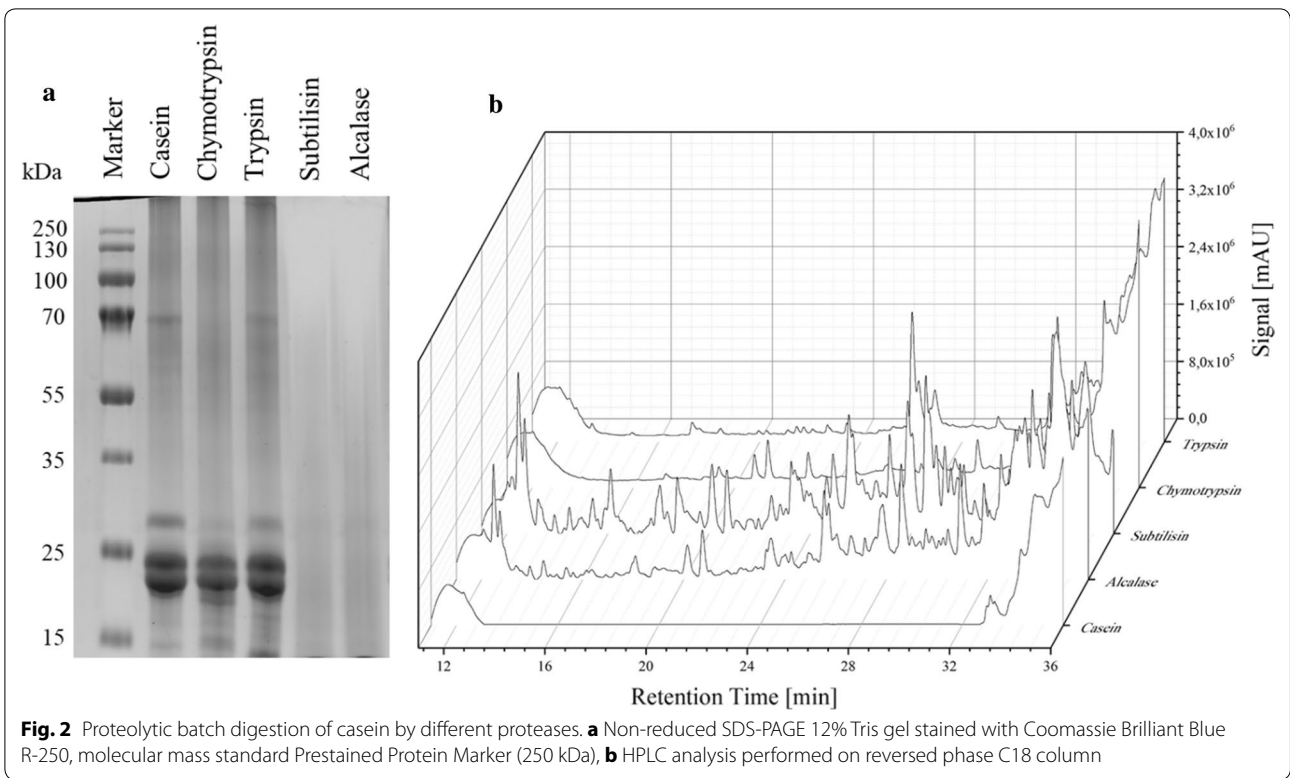 a
kDa
Marker
Casein
Chymotrypsin
Trypsin
Subtilisin
Alcalase
250
130
100
70
55
35
25
15
b
4,0x10⁶
3,2x10⁶
2,4x10⁶
1,6x10⁶
8,0x10⁵
0,0
Signal [mAU]
Trypsin
Chymotrypsin
Subtilisin
Alcalase
Casein
12 16 20 24 28 32 36
Retention Time [min]
Fig. 2 Proteolytic batch digestion of casein by different proteases. a Non-reduced SDS-PAGE 12% Tris gel stained with Coomassie Brilliant Blue
R-250, molecular mass standard Prestained Protein Marker (250 kDa), b HPLC analysis performed on reversed phase C18 column